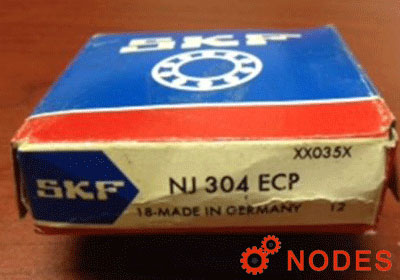 SKF
XX035X
SKF
NJ 304 ECP
18-MADE IN GERMANY 12
NODES